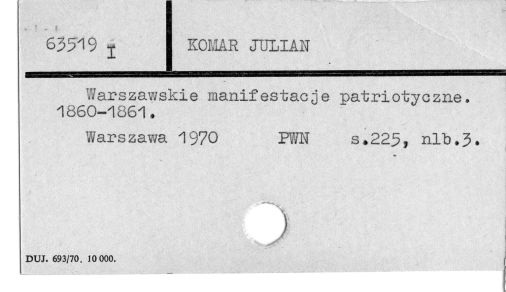 63519 I
KOMAR JULIAN
Warszawskie manifestacje patriotyczne.
1860-1861.
Warszawa 1970 PWN s.225, nlb.3.
DUJ. 693/70. 10 000.